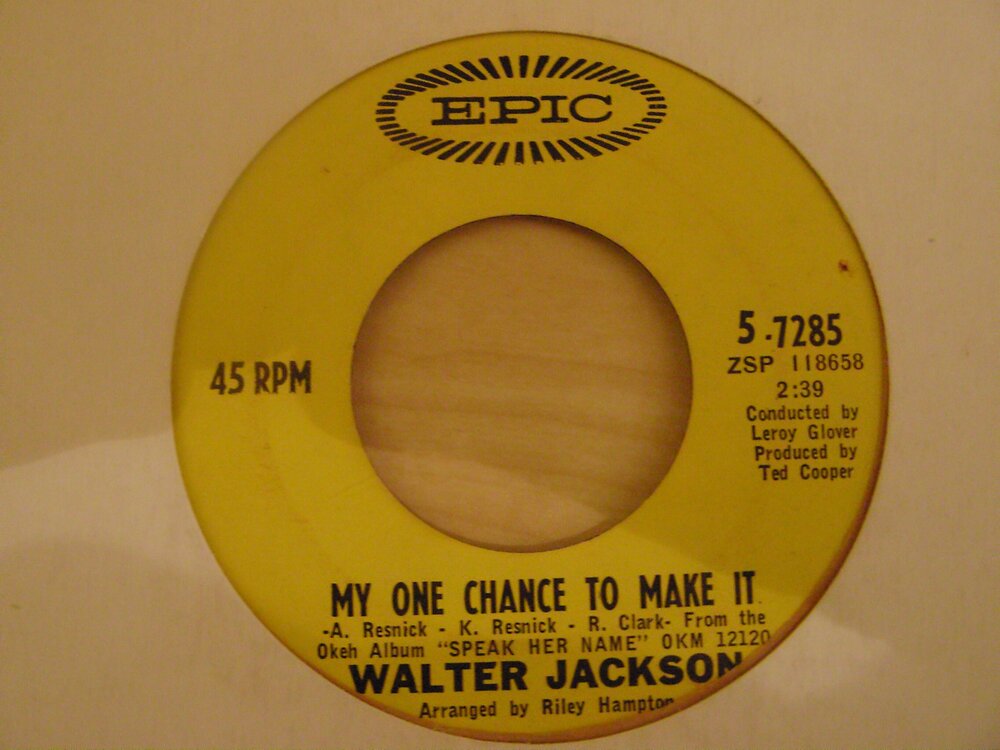 EPIC
45 RPM
5-7285
ZSP 118658
2:39
Conducted by
Leroy Glover
Produced by
Ted Cooper
MY ONE CHANCE TO MAKE IT
-A. Resnick - K. Resnick - R. Clark- From the
Okeh Album "SPEAK HER NAME" OKM 12120
WALTER JACKSON
Arranged by Riley Hampton